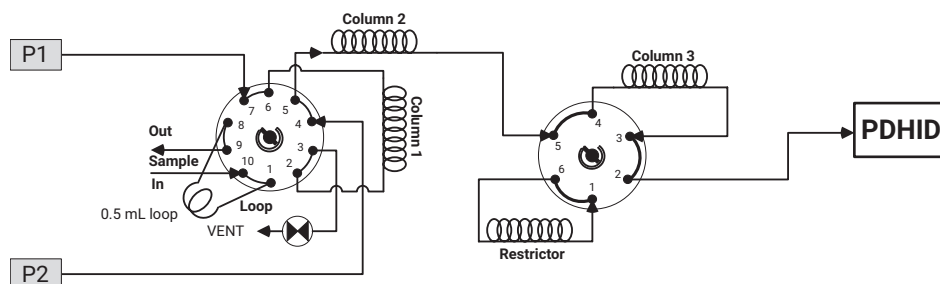 P1
Column 2
Column 1
7
6
5
8
4
9
3
10
1
2
Out
Sample
In
0.5 mL loop
Loop
VENT
P2
Column 3
4
5
3
6
1
2
Restrictor
PDHID